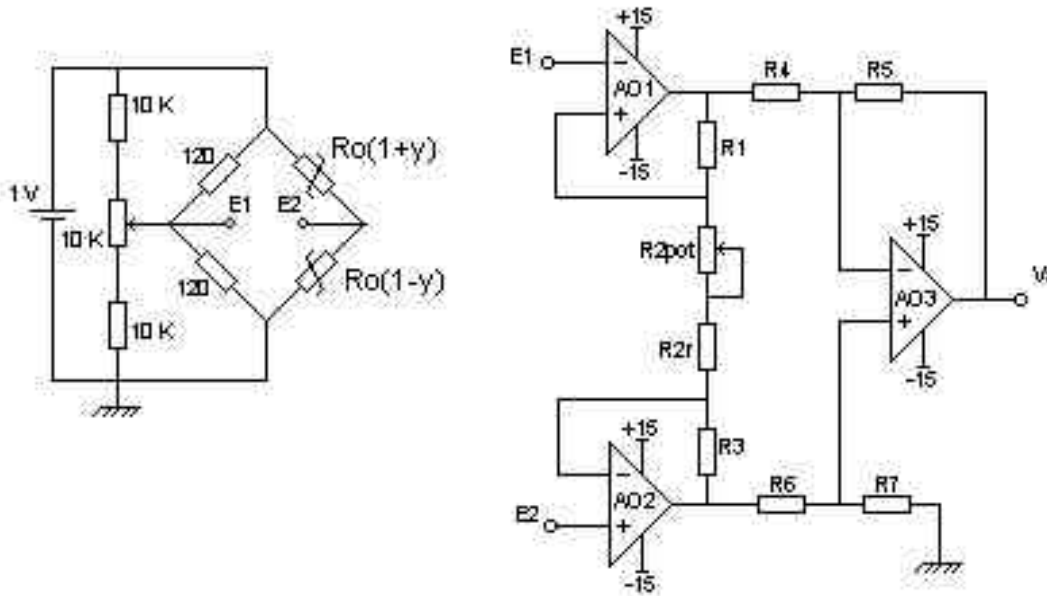 1 V
10 K
10 K
10 K
120
120
Ro(1+y)
E1
E2
Ro(1-y)
E1
+15
-
AO1
+
-15
R4
R5
R1
R2pot
R2r
R3
+15
-
AO3
+
-15
+15
-
AO2
+
-15
E2
R6
R7